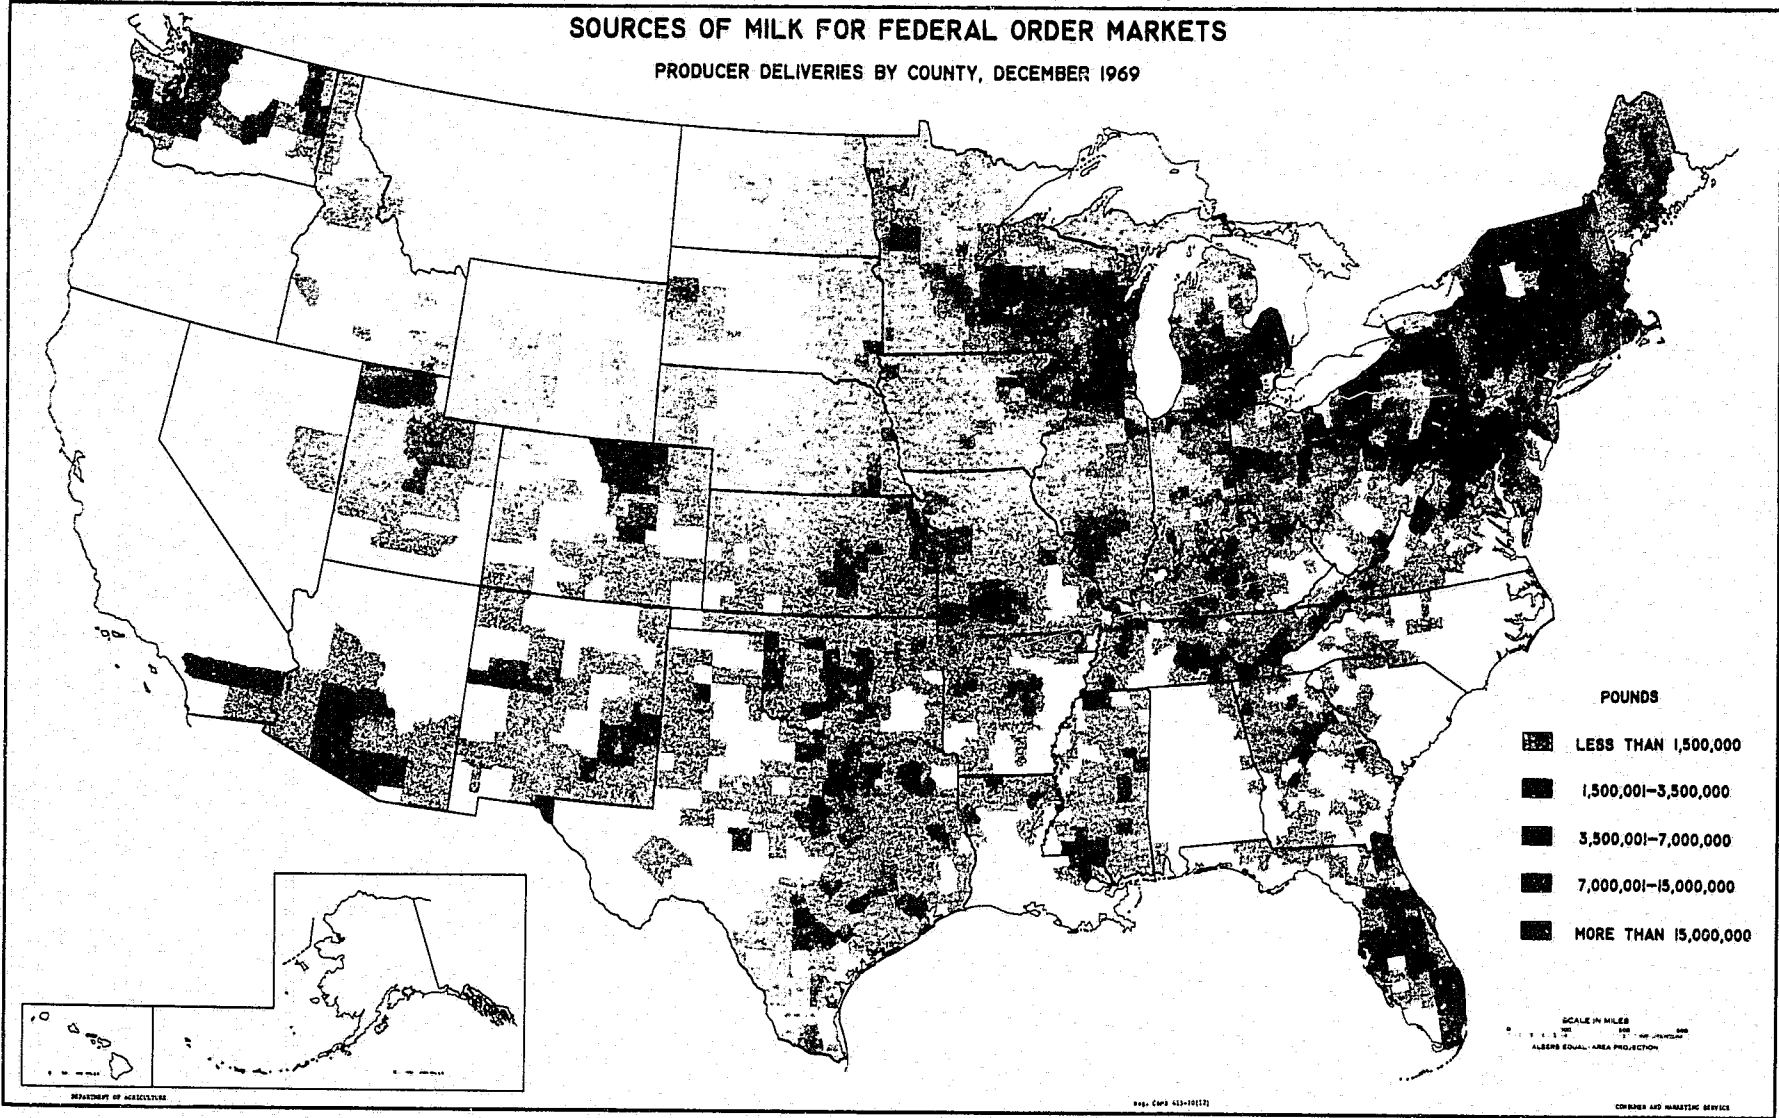 SOURCES OF MILK FOR FEDERAL ORDER MARKETS
PRODUCER DELIVERIES BY COUNTY, DECEMBER 1969
POUNDS
LESS THAN 1,500,000
1,500,001-3,500,000
3,500,001-7,000,000
7,000,001-15,000,000
MORE THAN 15,000,000
SCALE IN MILES
ALBERS EQUAL-AREA PROJECTION
DEPARTMENT OF AGRICULTURE
CONSUMER AND MARKETING SERVICE